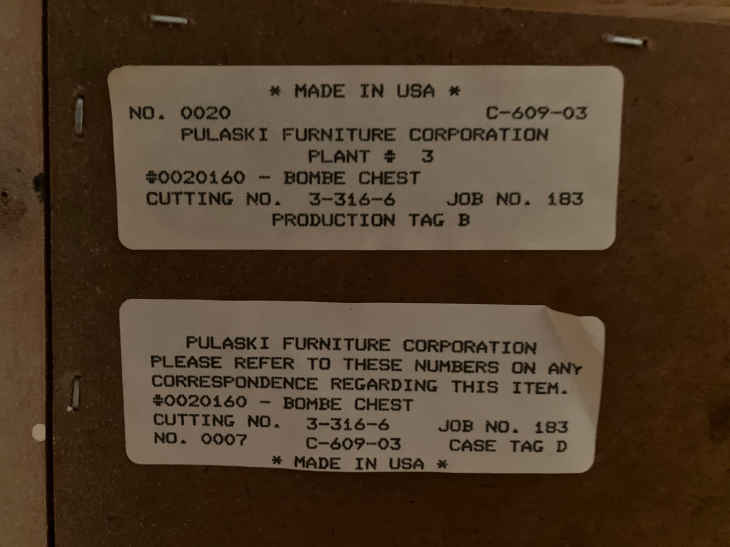 * MADE IN USA *
NO. 0020 C-609-03
PULASKI FURNITURE CORPORATION
PLANT # 3
#0020160 - BOMBE CHEST
CUTTING NO. 3-316-6 JOB NO. 183
PRODUCTION TAG B
PULASKI FURNITURE CORPORATION
PLEASE REFER TO THESE NUMBERS ON ANY
CORRESPONDENCE REGARDING THIS ITEM.
#0020160 - BOMBE CHEST
CUTTING NO. 3-316-6 JOB NO. 183
NO. 0007 C-609-03 CASE TAG D
* MADE IN USA *